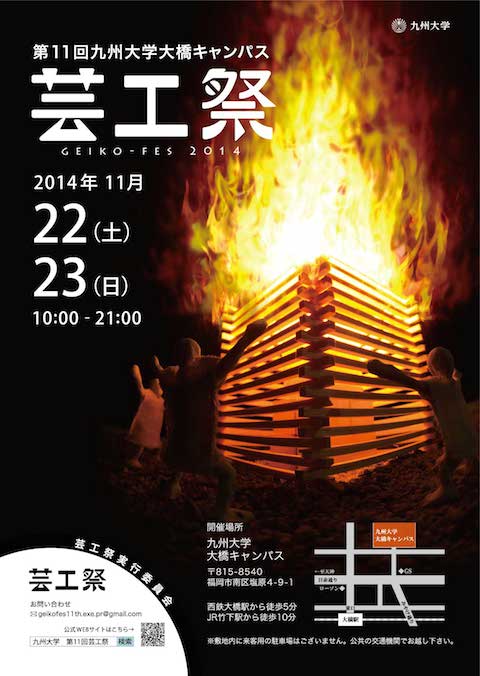 九州大学
第11回九州大学大橋キャンパス
芸工祭
GEIKO-FES 2014
2014年 11月
22（土）
23（日）
10:00 - 21:00
開催場所
九州大学
大橋キャンパス
〒815-8540
福岡市南区塩原4-9-1
西鉄大橋駅から徒歩5分
JR竹下駅から徒歩10分
九州大学
大橋キャンパス
←至天神
GS
日赤通り
ローソン
東口
大橋駅
※敷地内に来客用の駐車場はございません。公共の交通機関でお越し下さい。
芸工祭実行委員会
芸工祭
お問い合わせ
geikofes11th.exe.pr@gmail.com
公式WEBサイトはこちら→
九州大学 第11回芸工祭 検索